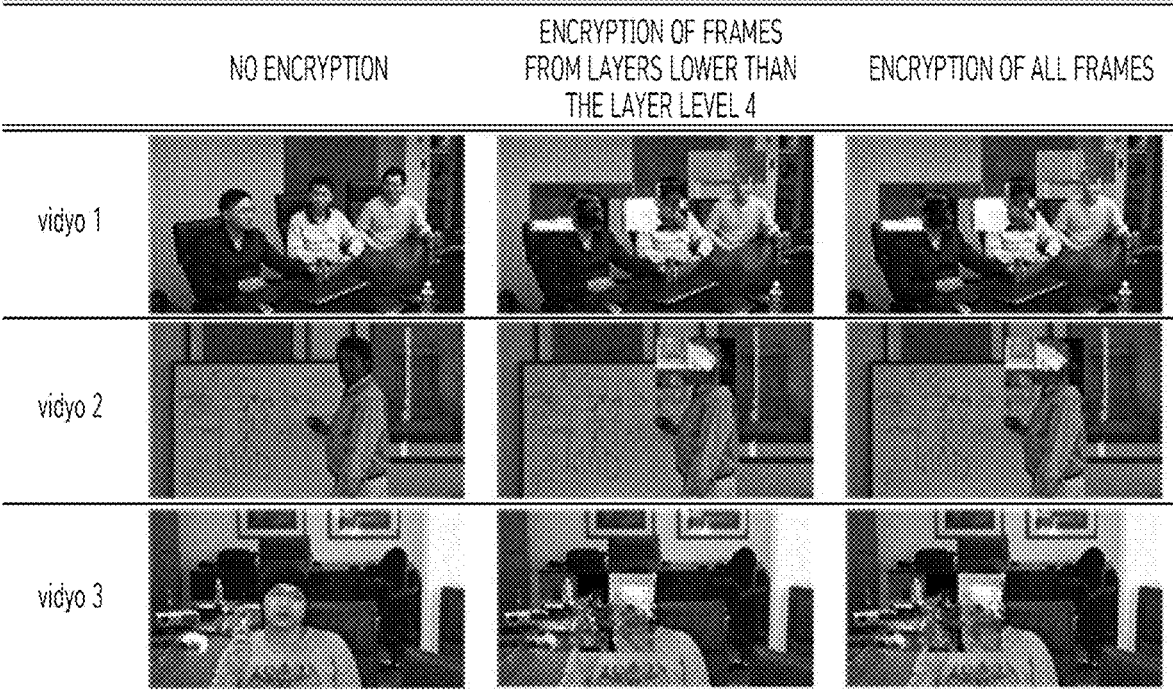 NO ENCRYPTION
ENCRYPTION OF FRAMES
FROM LAYERS LOWER THAN
THE LAYER LEVEL 4
ENCRYPTION OF ALL FRAMES
vidyo 1
vidyo 2
vidyo 3